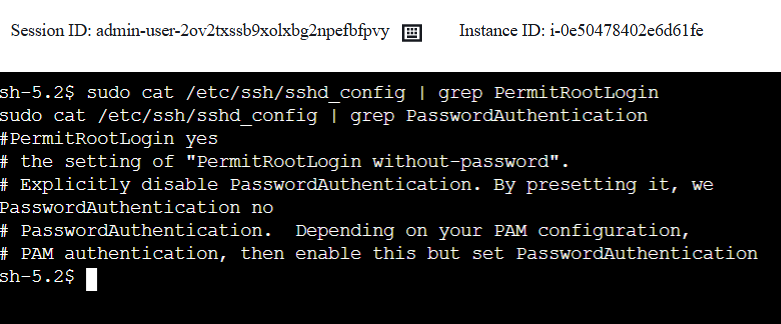 Session ID: admin-user-2ov2txssb9xolxbg2npefbfpvy Instance ID: i-0e50478402e6d61fe
sh-5.2$ sudo cat /etc/ssh/sshd_config | grep PermitRootLogin
sudo cat /etc/ssh/sshd_config | grep PasswordAuthentication
#PermitRootLogin yes
# the setting of "PermitRootLogin without-password".
# Explicitly disable PasswordAuthentication. By presetting it, we
PasswordAuthentication no
# PasswordAuthentication.  Depending on your PAM configuration,
# PAM authentication, then enable this but set PasswordAuthentication
sh-5.2$